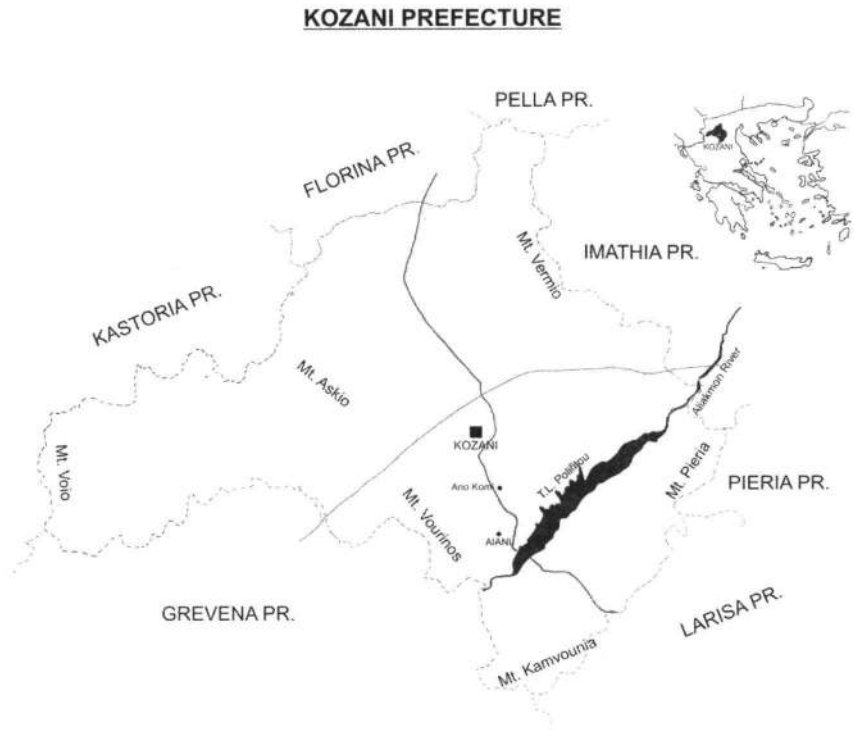 KOZANI PREFECTURE
PELLA PR.
FLORINA PR.
KOZANI
Mt. Vermio
IMATHIA PR.
KASTORIA PR.
Mt. Askio
Aliakmon River
KOZANI
Mt. Voio
T.L. Polifitou
Mt. Pieria
Ano Komi
PIERIA PR.
Mt. Vourinos
AIANI
GREVENA PR.
LARISA PR.
Mt. Kamvounia